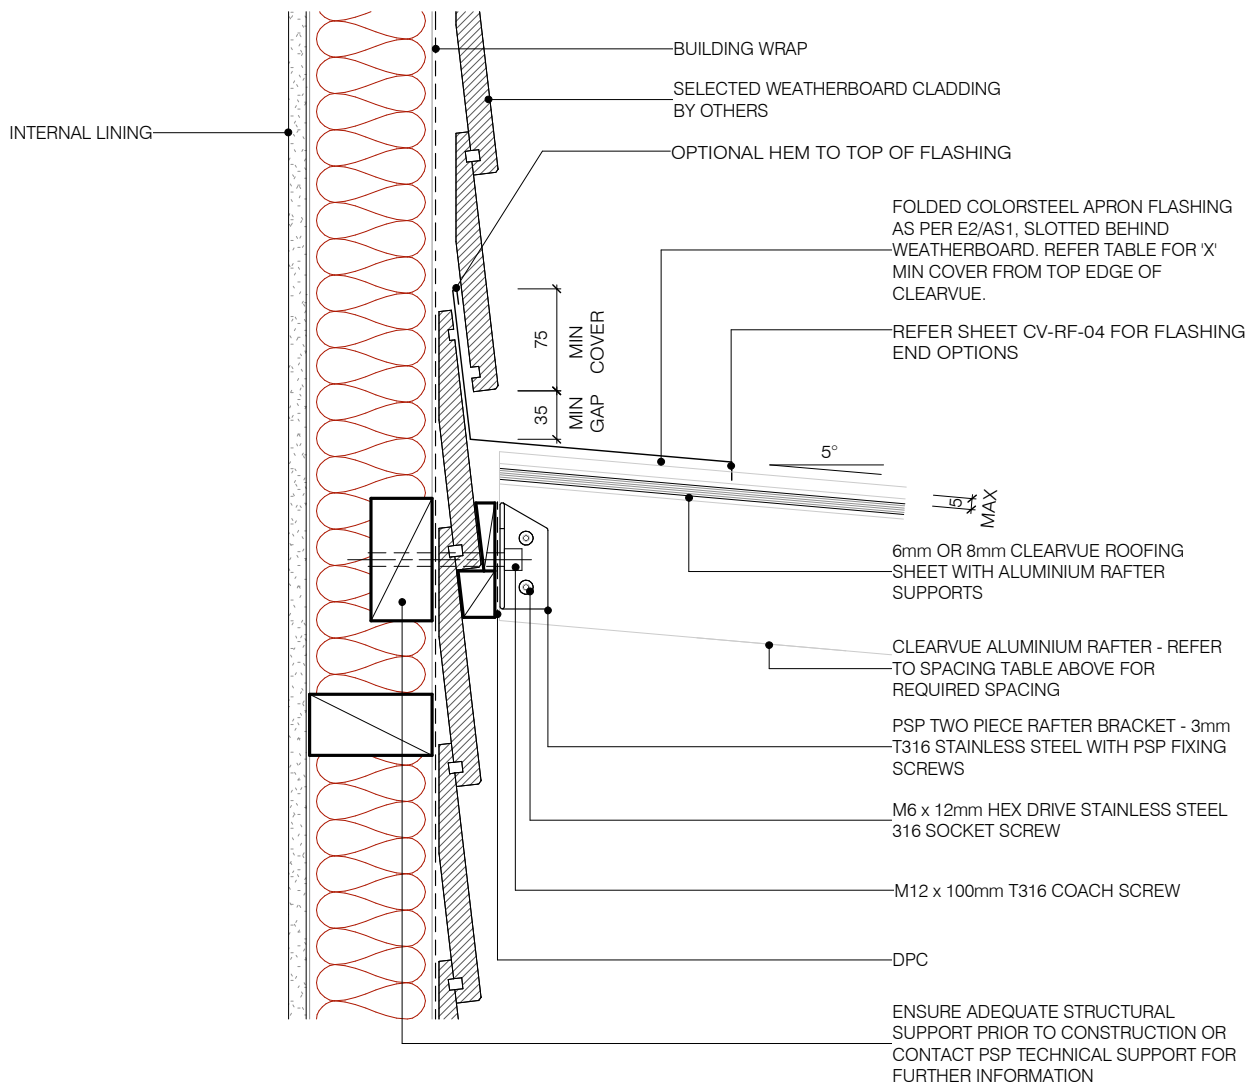 BUILDING WRAP
SELECTED WEATHERBOARD CLADDING
BY OTHERS
INTERNAL LINING
OPTIONAL HEM TO TOP OF FLASHING
FOLDED COLORSTEEL APRON FLASHING
AS PER E2/AS1, SLOTTED BEHIND
WEATHERBOARD. REFER TABLE FOR 'X'
MIN COVER FROM TOP EDGE OF
CLEARVUE.
75
MIN
COVER
REFER SHEET CV-RF-04 FOR FLASHING
END OPTIONS
35
MIN
GAP
5°
5
MAX
6mm OR 8mm CLEARVUE ROOFING
SHEET WITH ALUMINIUM RAFTER
SUPPORTS
CLEARVUE ALUMINIUM RAFTER - REFER
TO SPACING TABLE ABOVE FOR
REQUIRED SPACING
PSP TWO PIECE RAFTER BRACKET - 3mm
T316 STAINLESS STEEL WITH PSP FIXING
SCREWS
M6 x 12mm HEX DRIVE STAINLESS STEEL
316 SOCKET SCREW
M12 x 100mm T316 COACH SCREW
DPC
ENSURE ADEQUATE STRUCTURAL
SUPPORT PRIOR TO CONSTRUCTION OR
CONTACT PSP TECHNICAL SUPPORT FOR
FURTHER INFORMATION